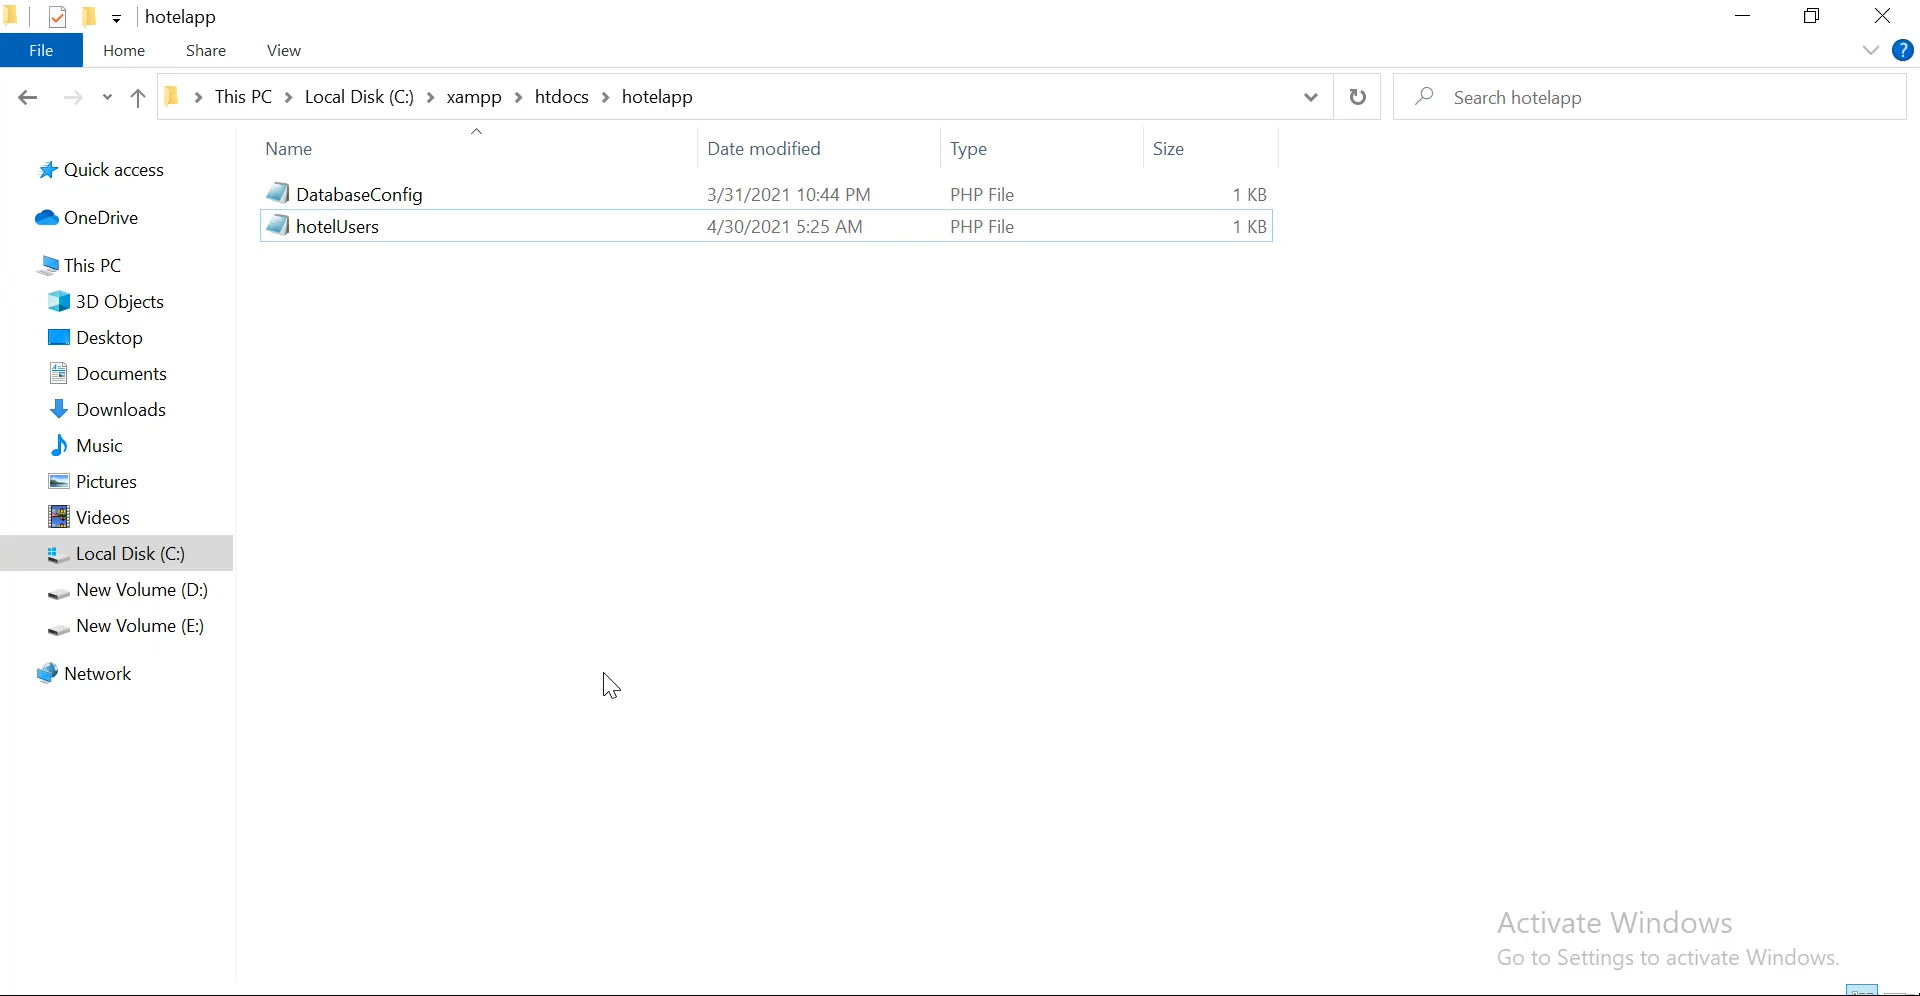 hotelapp
File Home Share View ?
This PC Local Disk (C:) xampp htdocs hotelapp Search hotelapp
Name Date modified Type Size
DatabaseConfig 3/31/2021 10:44 PM PHP File 1 KB
hotelUsers 4/30/2021 5:25 AM PHP File 1 KB
Quick access
OneDrive
This PC
3D Objects
Desktop
Documents
Downloads
Music
Pictures
Videos
Local Disk (C:)
New Volume (D:)
New Volume (E:)
Network
Activate Windows
Go to Settings to activate Windows.